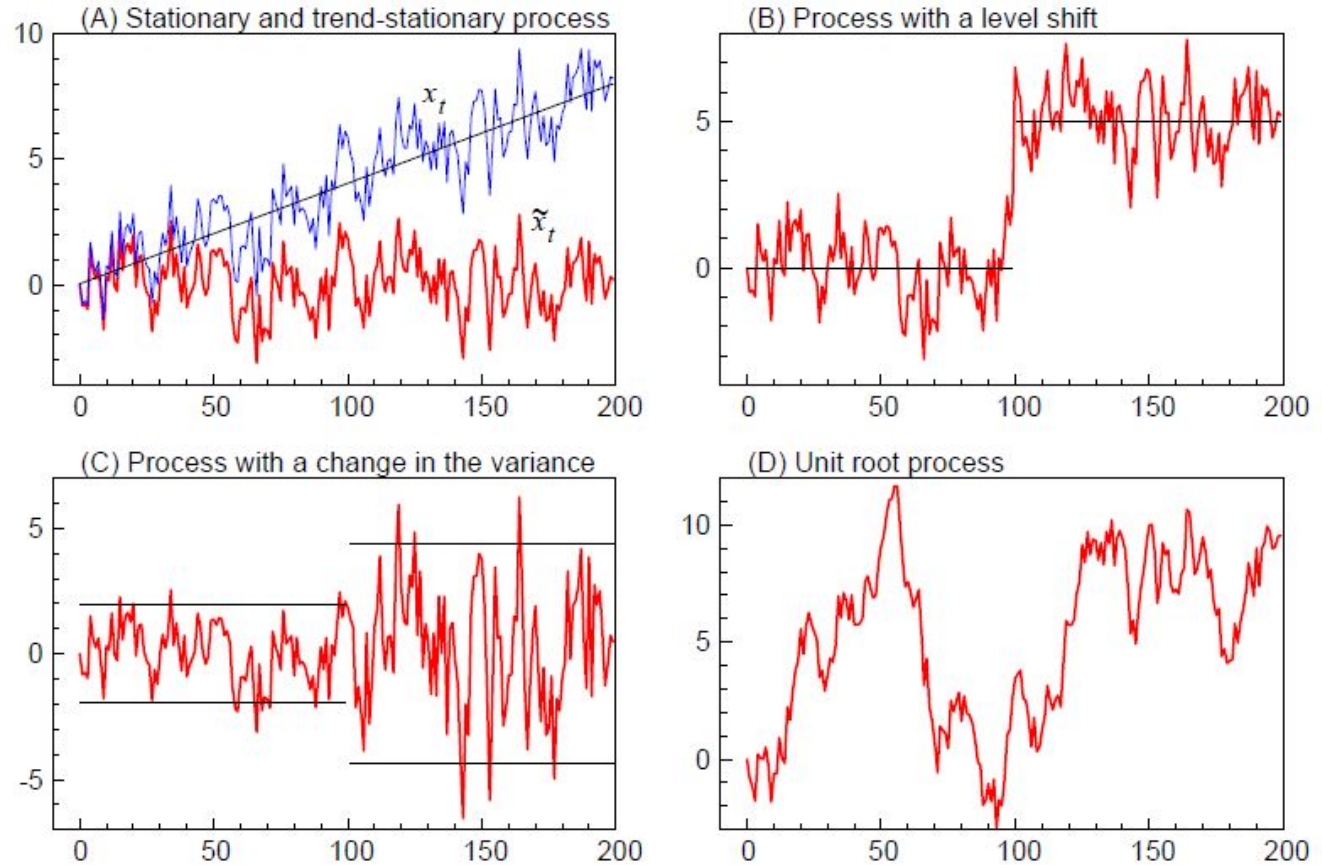 (A) Stationary and trend-stationary process
10
5
0
x_t
x̃_t
0 50 100 150 200
(B) Process with a level shift
5
0
0 50 100 150 200
(C) Process with a change in the variance
5
0
-5
0 50 100 150 200
(D) Unit root process
10
5
0
0 50 100 150 200